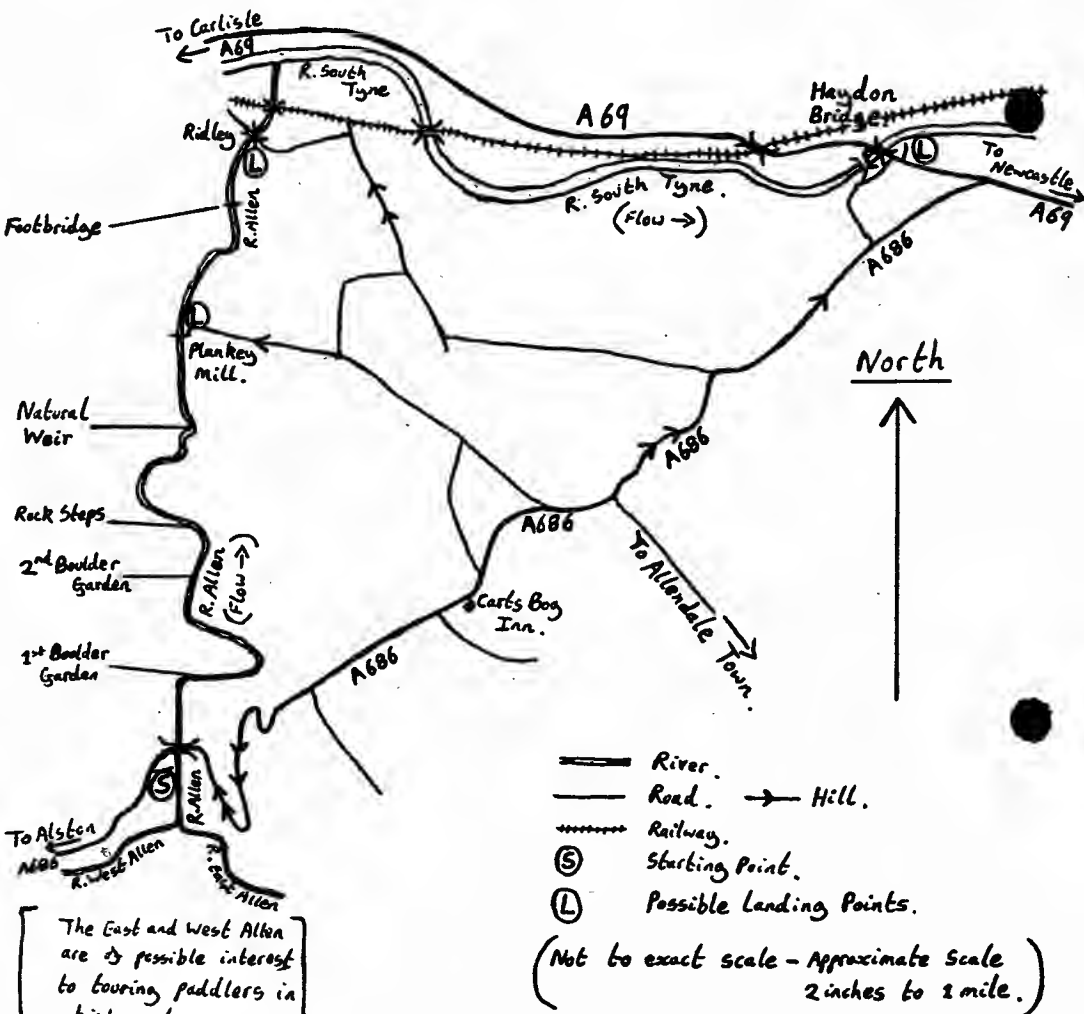 To Carlisle
A69
R. South
Tyne
A69
Haydon
Bridge.
Ridley
L
L
To
Newcastle
A69
R. South Tyne.
(Flow →)
Footbridge
R. Allen
A686
L
Plankey
Mill.
North
Natural
Weir
A686
Rock Steps
A686
2nd Boulder
Garden
R. Allen
(Flow →)
To Allendale Town.
Carts Bog
Inn.
1st Boulder
Garden
A686
S
R. Allen
To Alston
A686
R. West Allen
R. East Allen
River.
Road. Hill.
Railway.
S Starting Point.
L Possible Landing Points.
(Not to exact scale - Approximate Scale
2 inches to 1 mile.)
The East and West Allen
are of possible interest
to touring paddlers in